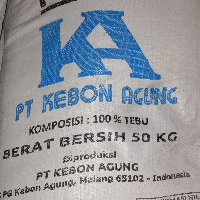 KA
PT KEBON AGUNG
KOMPOSISI : 100 % TEBU
BERAT BERSIH 50 KG
Diproduksi
PT KEBON AGUNG
PG Kebon Agung, Malang 65102 - Indonesia